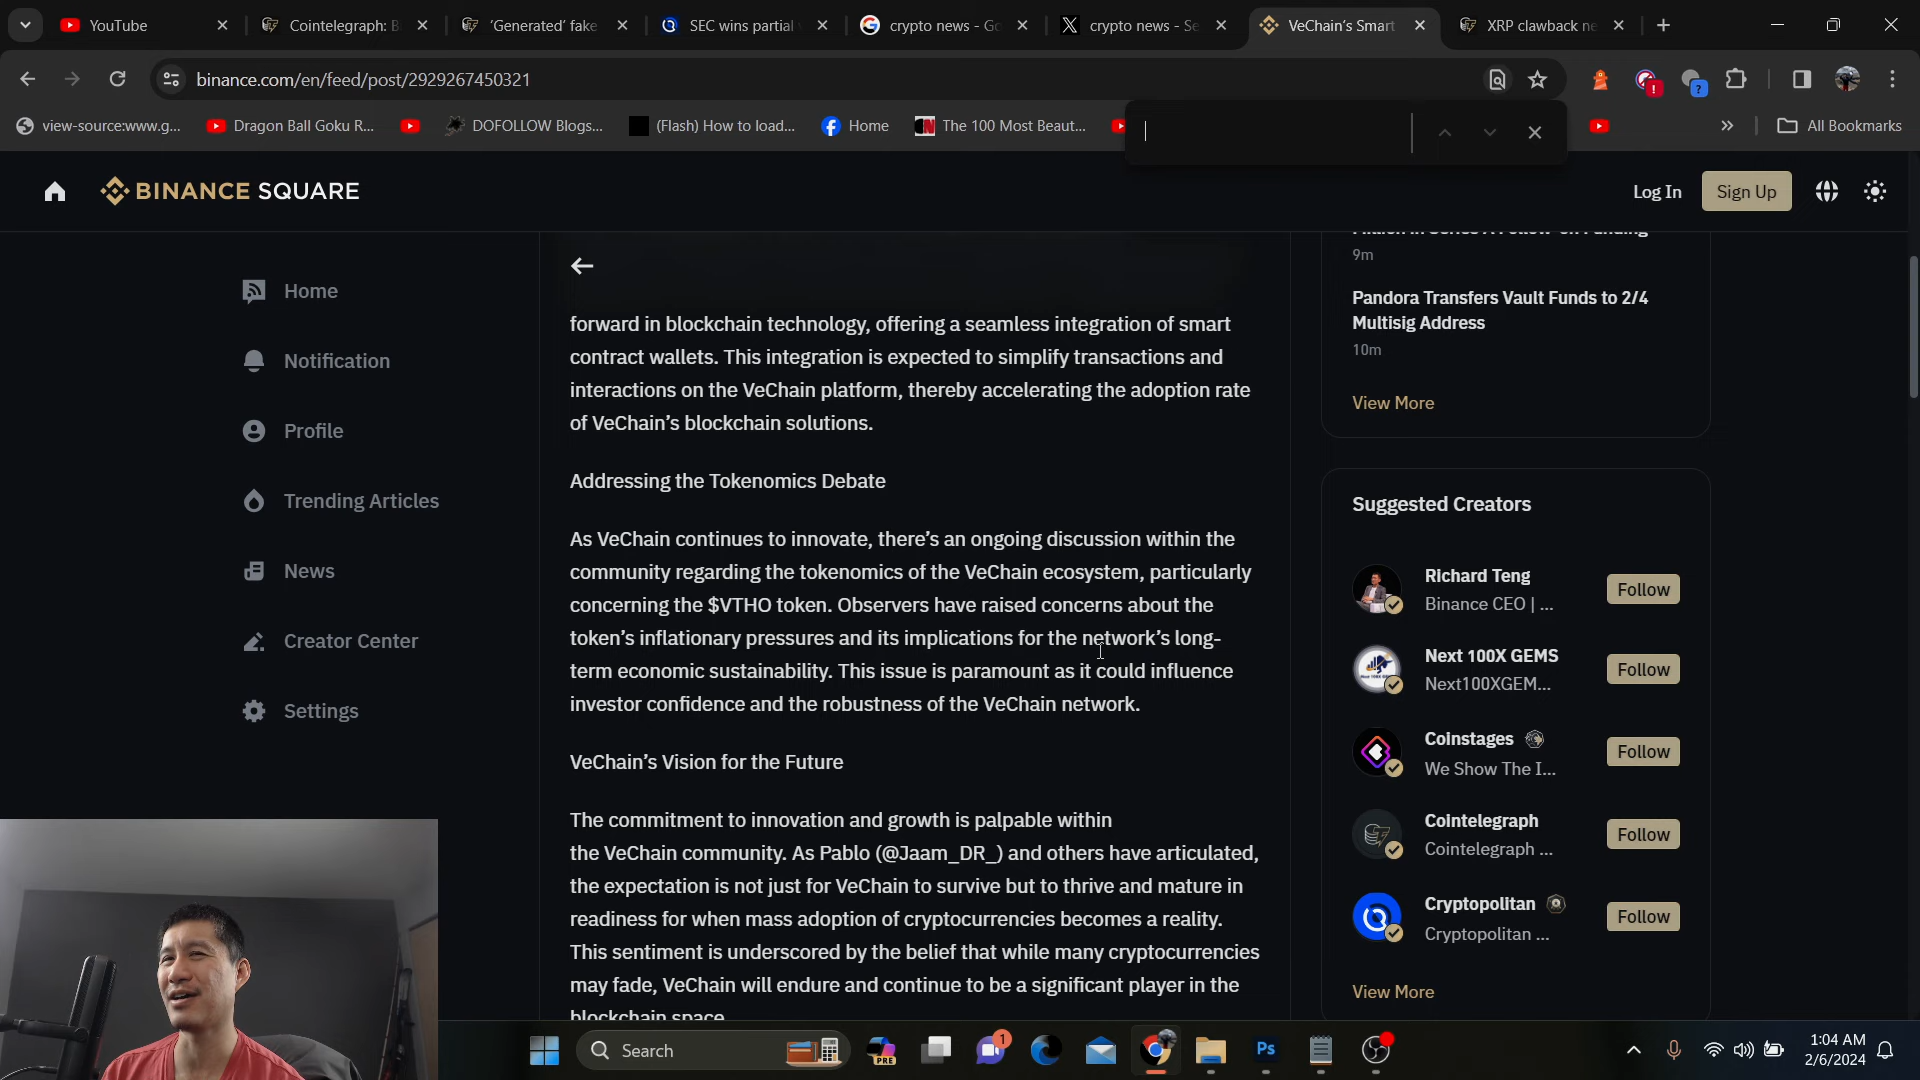 YouTube
Cointelegraph: B
'Generated' fake
SEC wins partial
crypto news - Go
crypto news - Se
VeChain's Smart
XRP clawback ne
binance.com/en/feed/post/2929267450321
view-source:www.g...
Dragon Ball Goku R...
DOFOLLOW Blogs...
(Flash) How to load...
Home
The 100 Most Beaut...
All Bookmarks
BINANCE SQUARE
Log In
Sign Up
Home
Notification
Profile
Trending Articles
News
Creator Center
Settings
forward in blockchain technology, offering a seamless integration of smart
contract wallets. This integration is expected to simplify transactions and
interactions on the VeChain platform, thereby accelerating the adoption rate
of VeChain's blockchain solutions.
Addressing the Tokenomics Debate
As VeChain continues to innovate, there's an ongoing discussion within the
community regarding the tokenomics of the VeChain ecosystem, particularly
concerning the $VTHO token. Observers have raised concerns about the
token's inflationary pressures and its implications for the network's long-
term economic sustainability. This issue is paramount as it could influence
investor confidence and the robustness of the VeChain network.
VeChain's Vision for the Future
The commitment to innovation and growth is palpable within
the VeChain community. As Pablo (@Jaam_DR_) and others have articulated,
the expectation is not just for VeChain to survive but to thrive and mature in
readiness for when mass adoption of cryptocurrencies becomes a reality.
This sentiment is underscored by the belief that while many cryptocurrencies
may fade, VeChain will endure and continue to be a significant player in the
blockchain space.
Million in Series A Follow-on Funding
9m
Pandora Transfers Vault Funds to 2/4
Multisig Address
10m
View More
Suggested Creators
Richard Teng
Binance CEO | ...
Follow
Next 100X GEMS
Next100XGEM...
Follow
Coinstages
We Show The I...
Follow
Cointelegraph
Cointelegraph ...
Follow
Cryptopolitan
Cryptopolitan ...
Follow
View More
Search
PRE
1
Ps
1:04 AM
2/6/2024